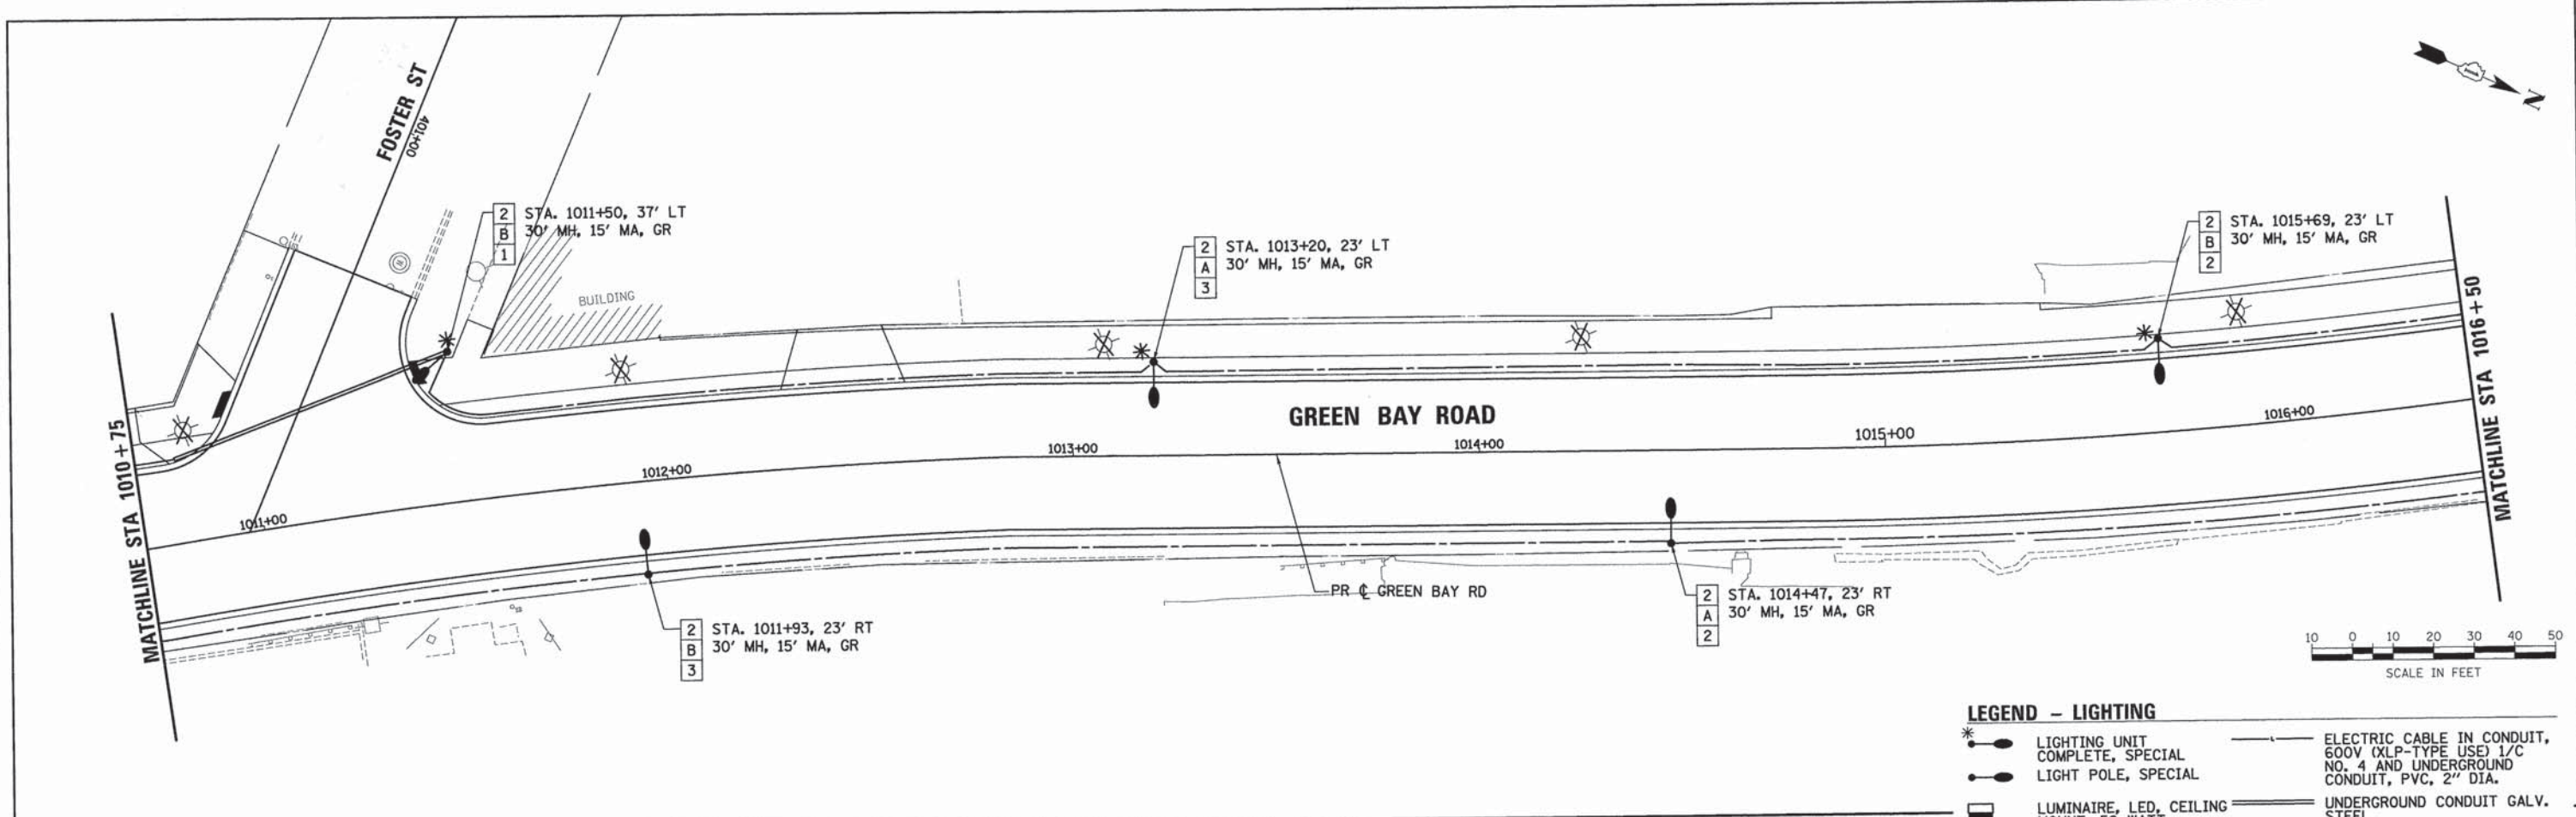 FOSTER ST
401+00
N
2 STA. 1011+50, 37' LT
B 30' MH, 15' MA, GR
1
2 STA. 1013+20, 23' LT
A 30' MH, 15' MA, GR
3
2 STA. 1015+69, 23' LT
B 30' MH, 15' MA, GR
2
BUILDING
MATCHLINE STA 1010+75
MATCHLINE STA 1016+50
GREEN BAY ROAD
1011+00
1012+00
1013+00
1014+00
1015+00
1016+00
PR ℄ GREEN BAY RD
2 STA. 1011+93, 23' RT
B 30' MH, 15' MA, GR
3
2 STA. 1014+47, 23' RT
A 30' MH, 15' MA, GR
2
10 0 10 20 30 40 50
SCALE IN FEET
LEGEND - LIGHTING
LIGHTING UNIT
COMPLETE, SPECIAL
LIGHT POLE, SPECIAL
LUMINAIRE, LED, CEILING
ELECTRIC CABLE IN CONDUIT,
600V (XLP-TYPE USE) 1/C
NO. 4 AND UNDERGROUND
CONDUIT, PVC, 2" DIA.
UNDERGROUND CONDUIT GALV.
STEEL